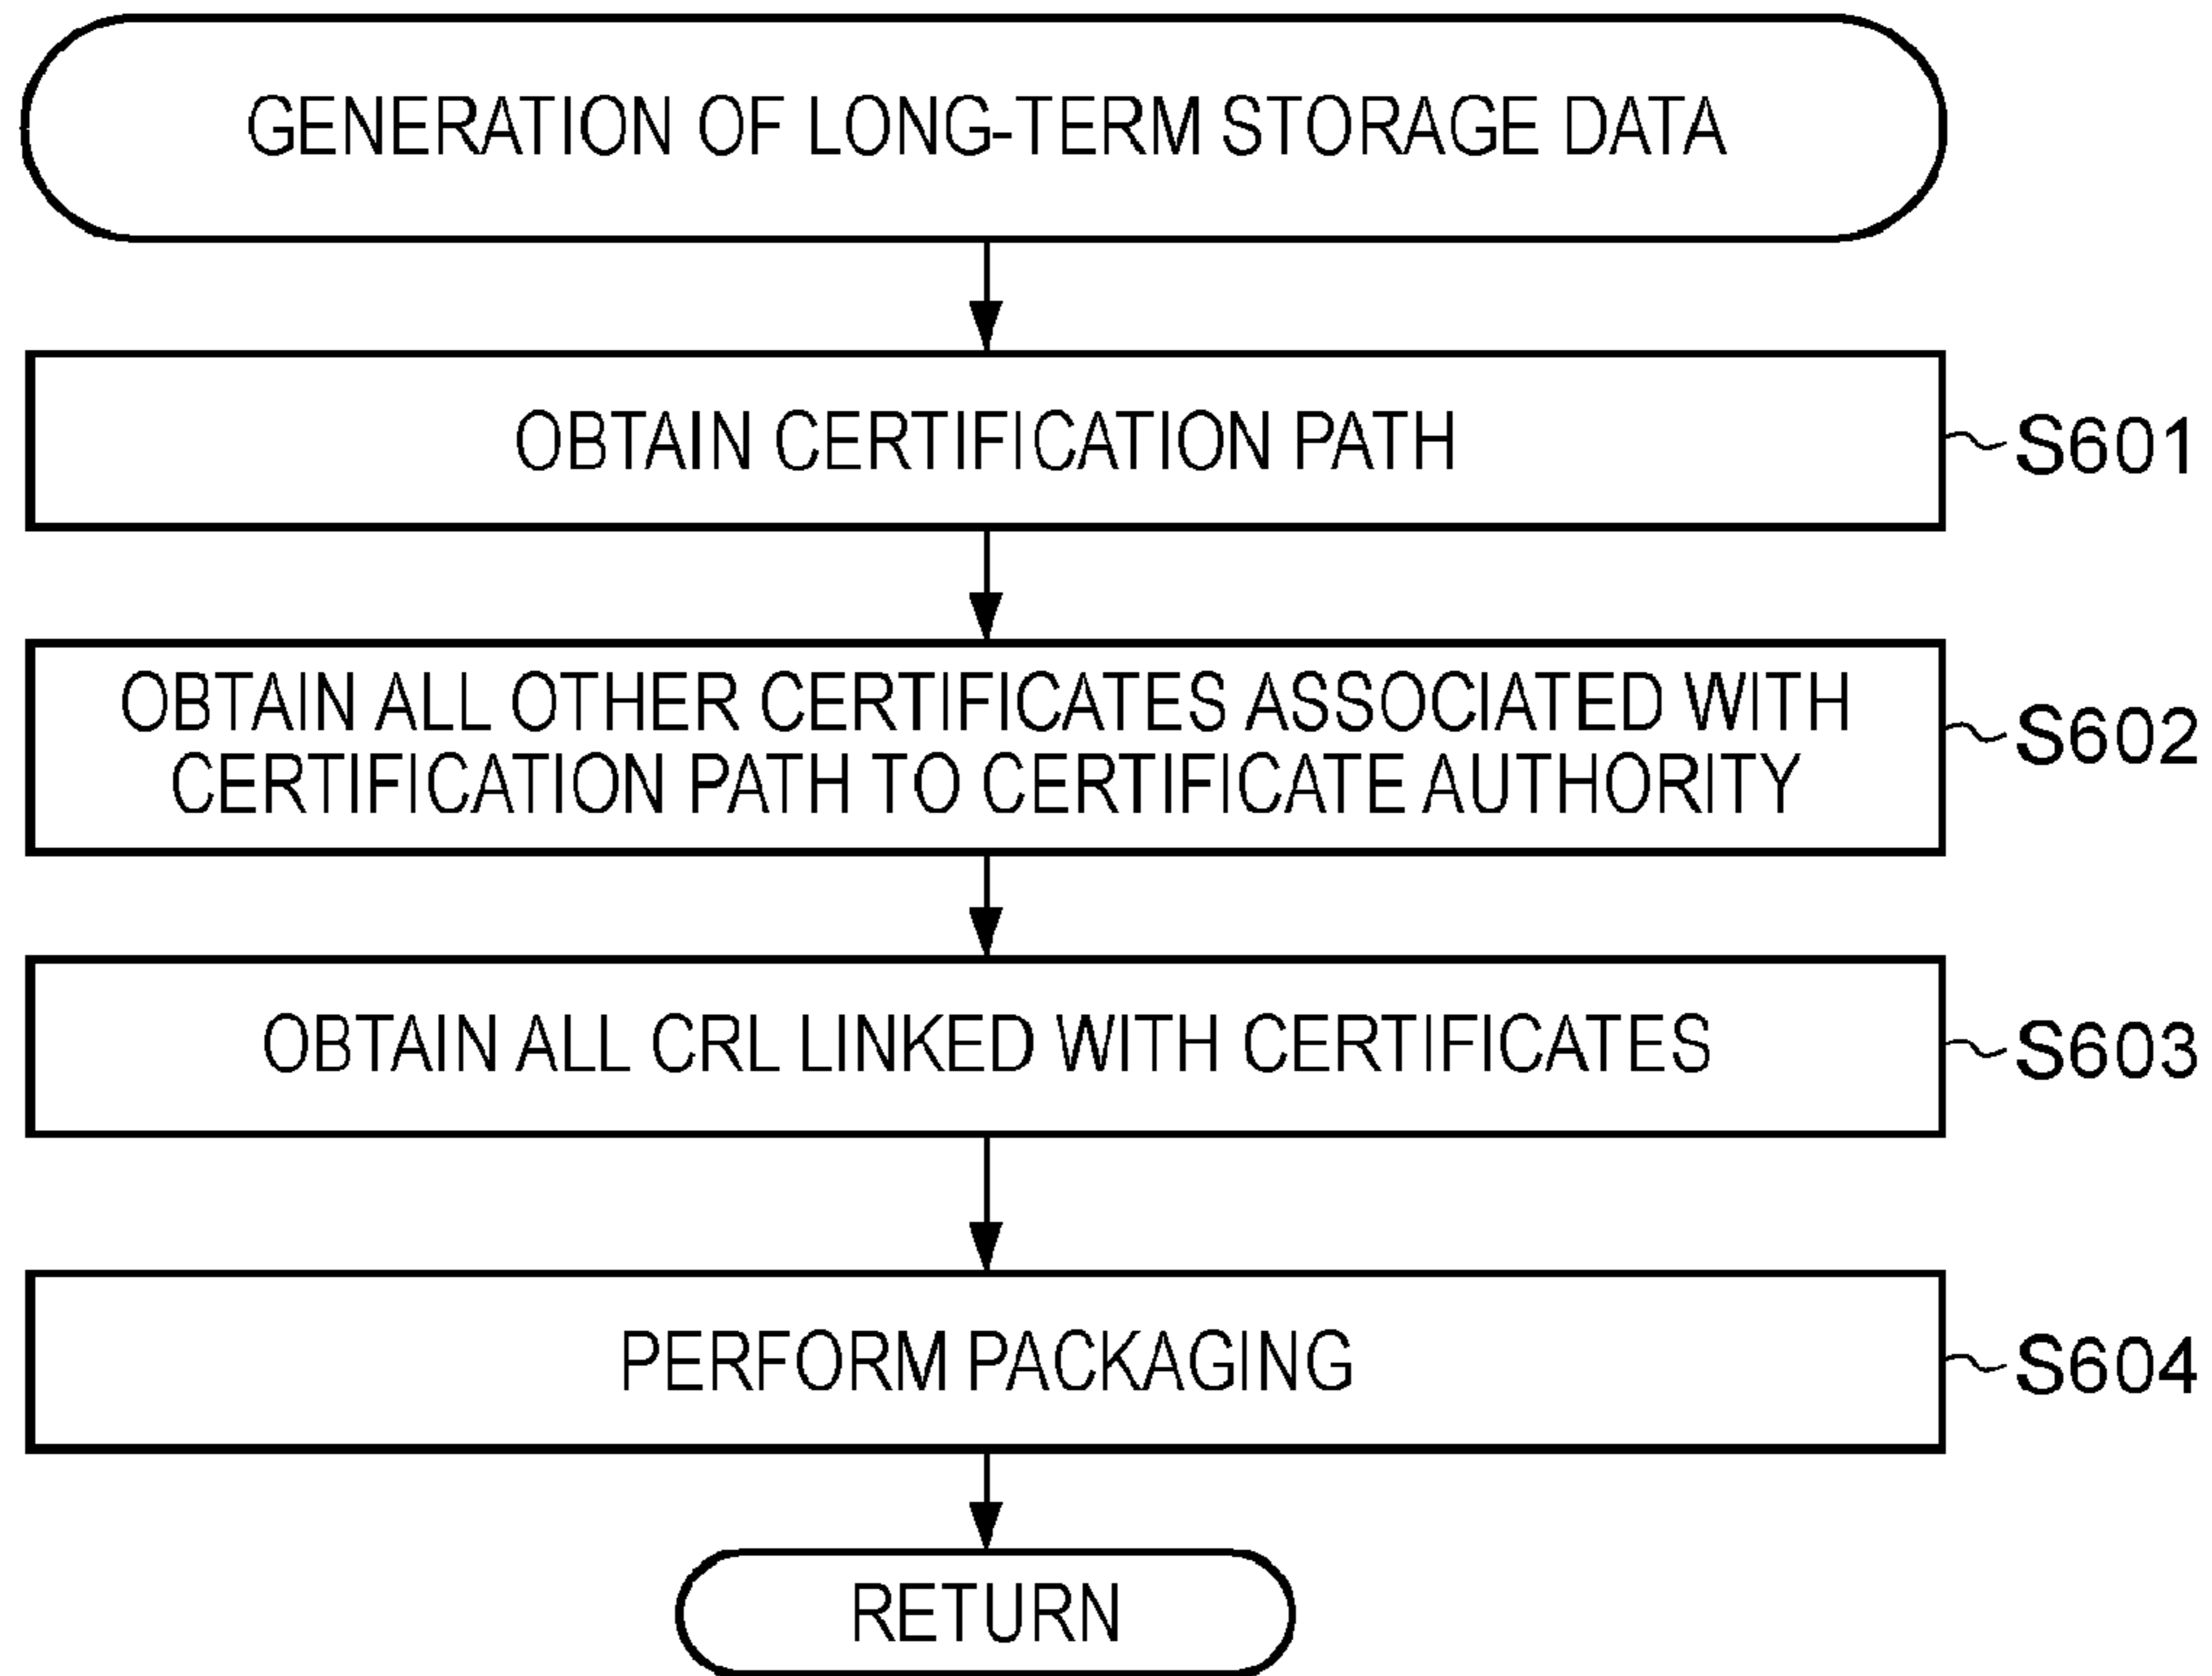 GENERATION OF LONG-TERM STORAGE DATA
OBTAIN CERTIFICATION PATH
S601
OBTAIN ALL OTHER CERTIFICATES ASSOCIATED WITH
CERTIFICATION PATH TO CERTIFICATE AUTHORITY
S602
OBTAIN ALL CRL LINKED WITH CERTIFICATES
S603
PERFORM PACKAGING
S604
RETURN